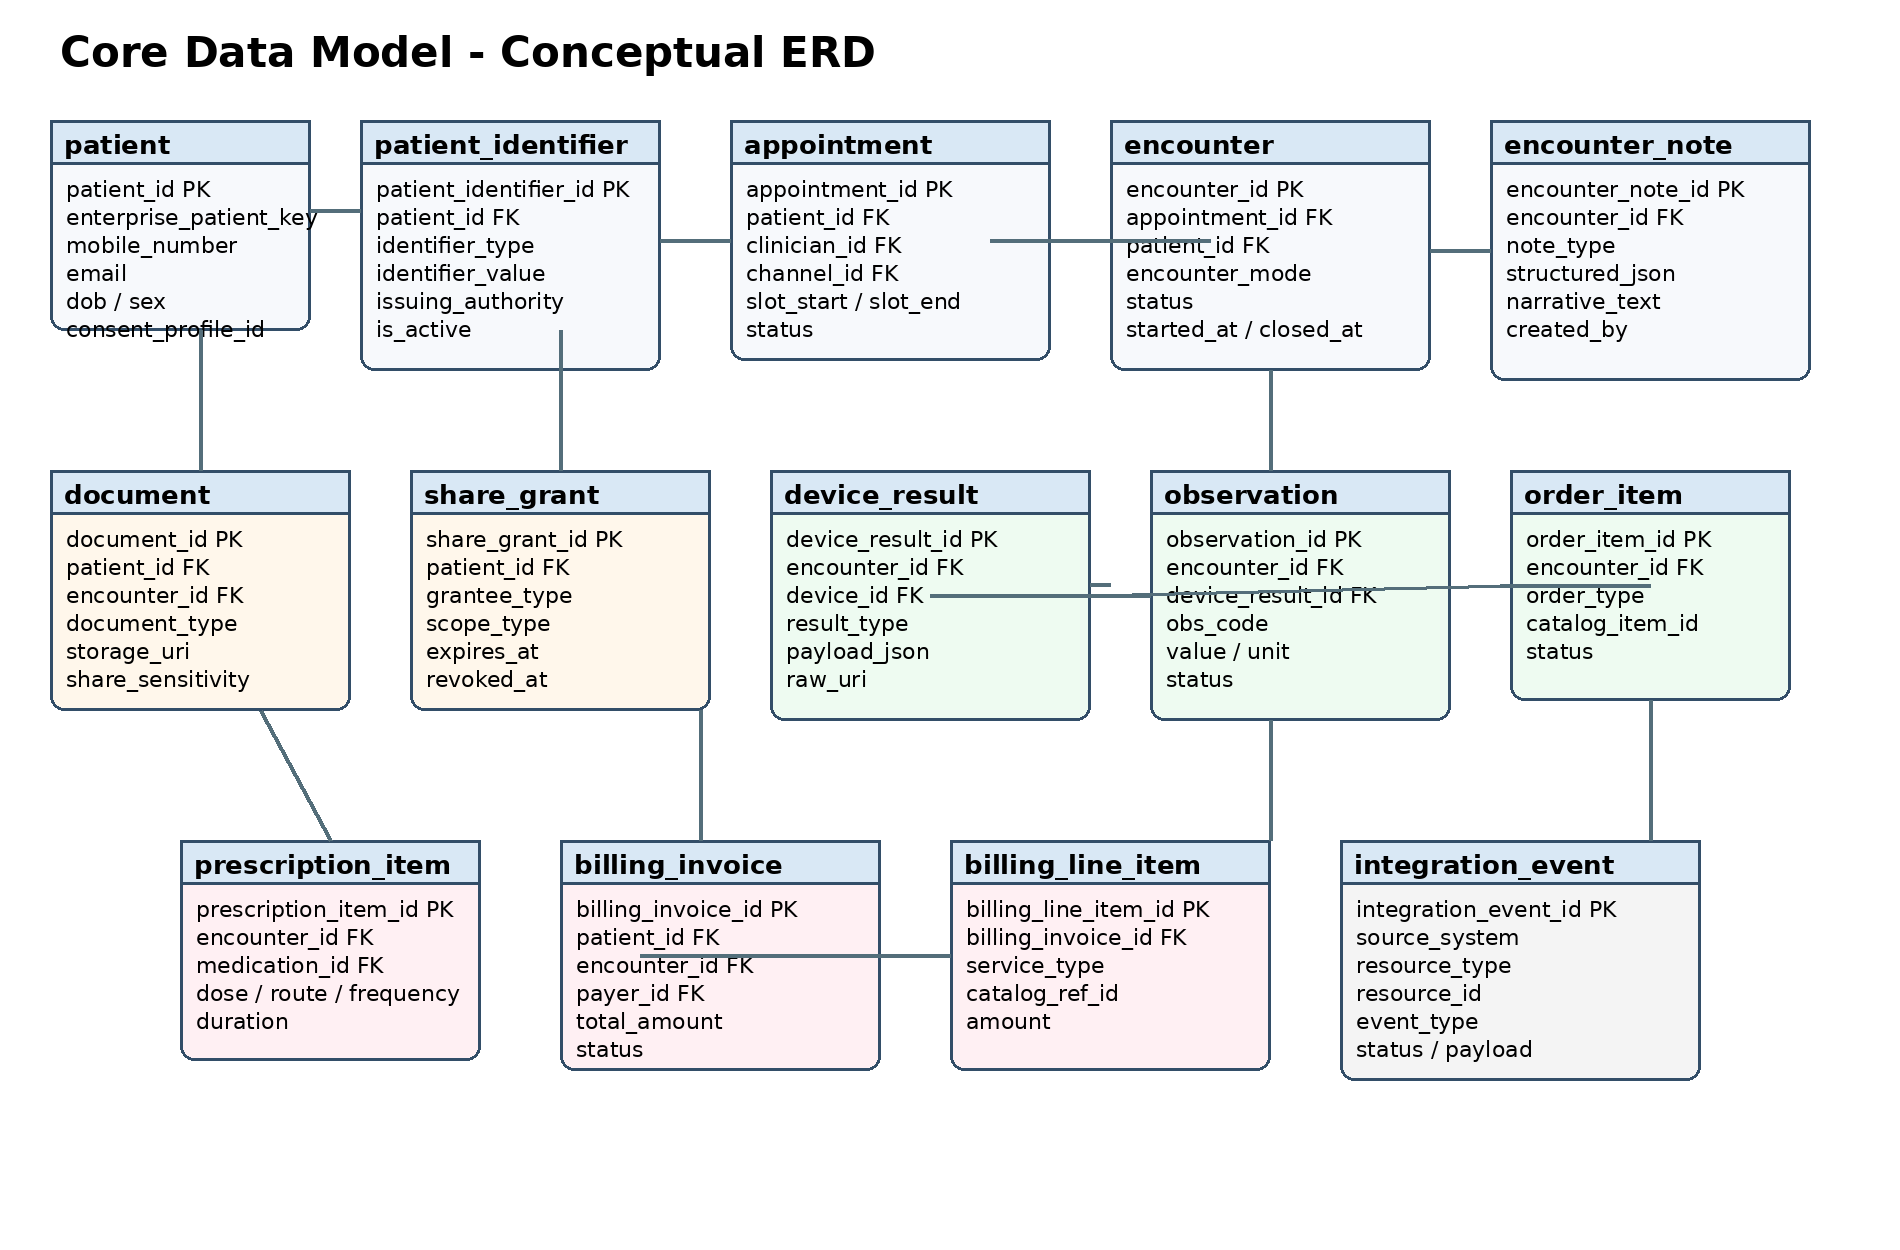 Core Data Model - Conceptual ERD
patient
patient_id PK
enterprise_patient_key
mobile_number
email
dob / sex
consent_profile_id
patient_identifier
patient_identifier_id PK
patient_id FK
identifier_type
identifier_value
issuing_authority
is_active
appointment
appointment_id PK
patient_id FK
clinician_id FK
channel_id FK
slot_start / slot_end
status
encounter
encounter_id PK
appointment_id FK
patient_id FK
encounter_mode
status
started_at / closed_at
encounter_note
encounter_note_id PK
encounter_id FK
note_type
structured_json
narrative_text
created_by
document
document_id PK
patient_id FK
encounter_id FK
document_type
storage_uri
share_sensitivity
share_grant
share_grant_id PK
patient_id FK
grantee_type
scope_type
expires_at
revoked_at
device_result
device_result_id PK
encounter_id FK
device_id FK
result_type
payload_json
raw_uri
observation
observation_id PK
encounter_id FK
device_result_id FK
obs_code
value / unit
status
order_item
order_item_id PK
encounter_id FK
order_type
catalog_item_id
status
prescription_item
prescription_item_id PK
encounter_id FK
medication_id FK
dose / route / frequency
duration
billing_invoice
billing_invoice_id PK
patient_id FK
encounter_id FK
payer_id FK
total_amount
status
billing_line_item
billing_line_item_id PK
billing_invoice_id FK
service_type
catalog_ref_id
amount
integration_event
integration_event_id PK
source_system
resource_type
resource_id
event_type
status / payload